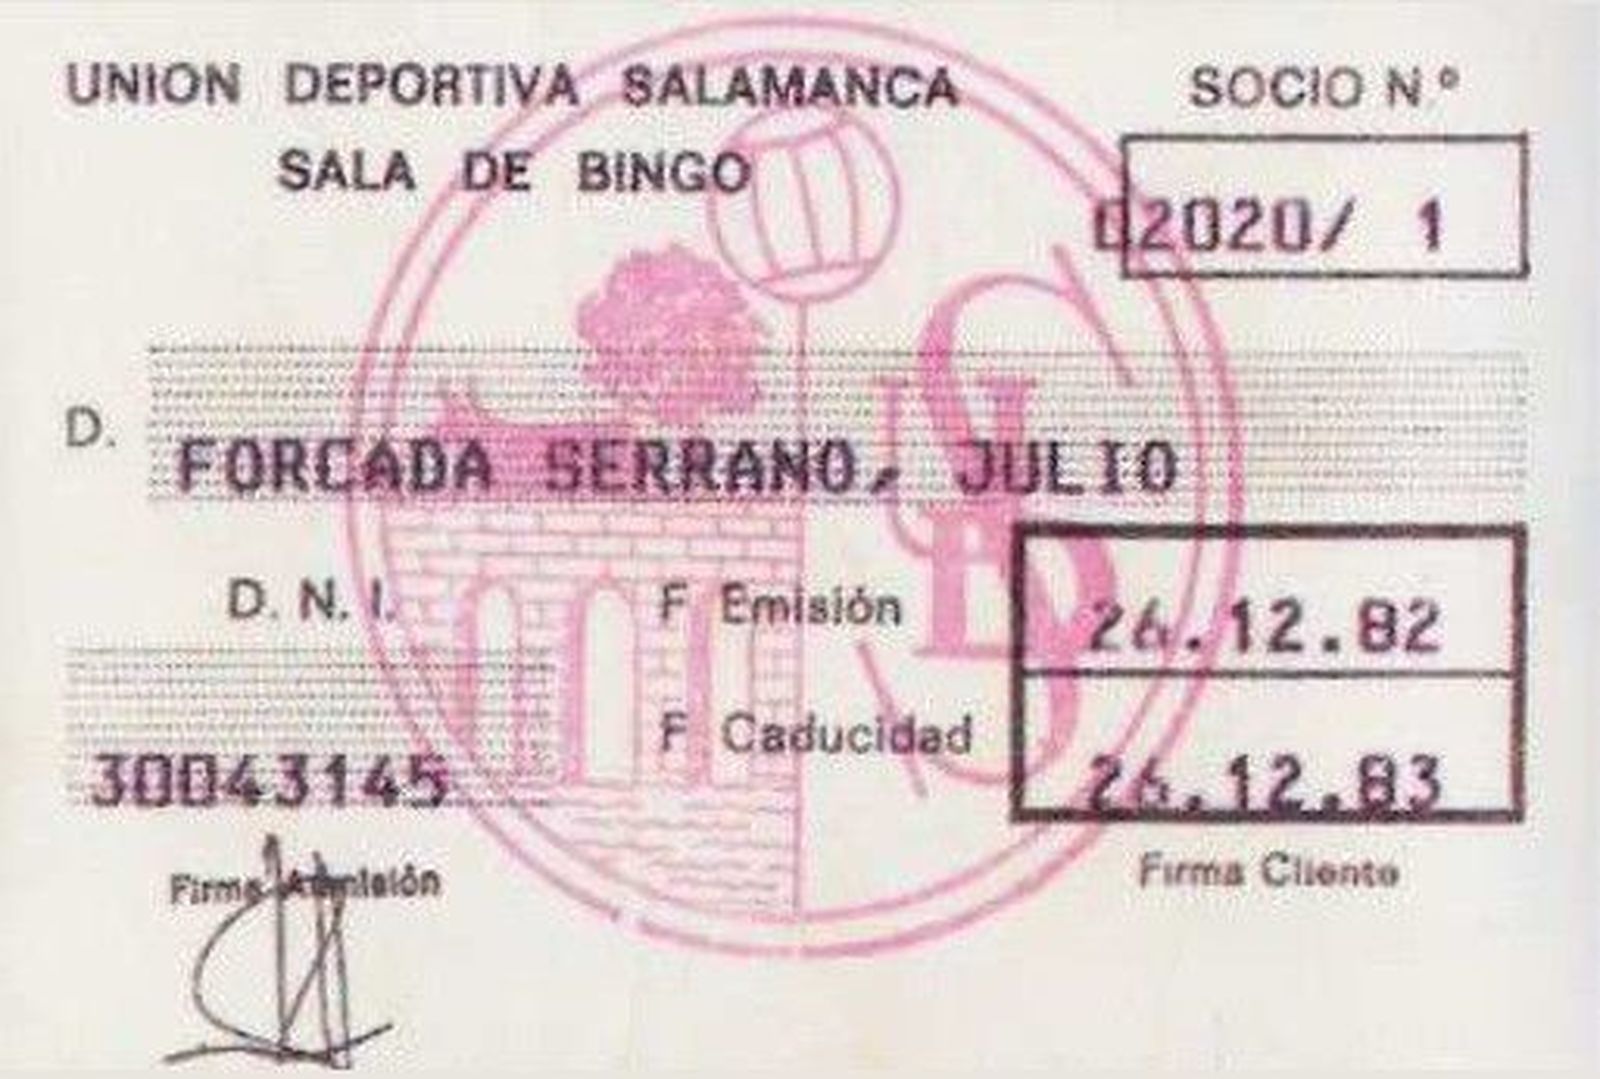 UNION DEPORTIVA SALAMANCA
SALA DE BINGO
SOCIO N.º
02020/ 1
D. FORCADA SERRANO, JULIO
D. N. I.
30043145
F Emisión 26.12.82
F Caducidad 26.12.83
Firma Admisión
Firma Cliente